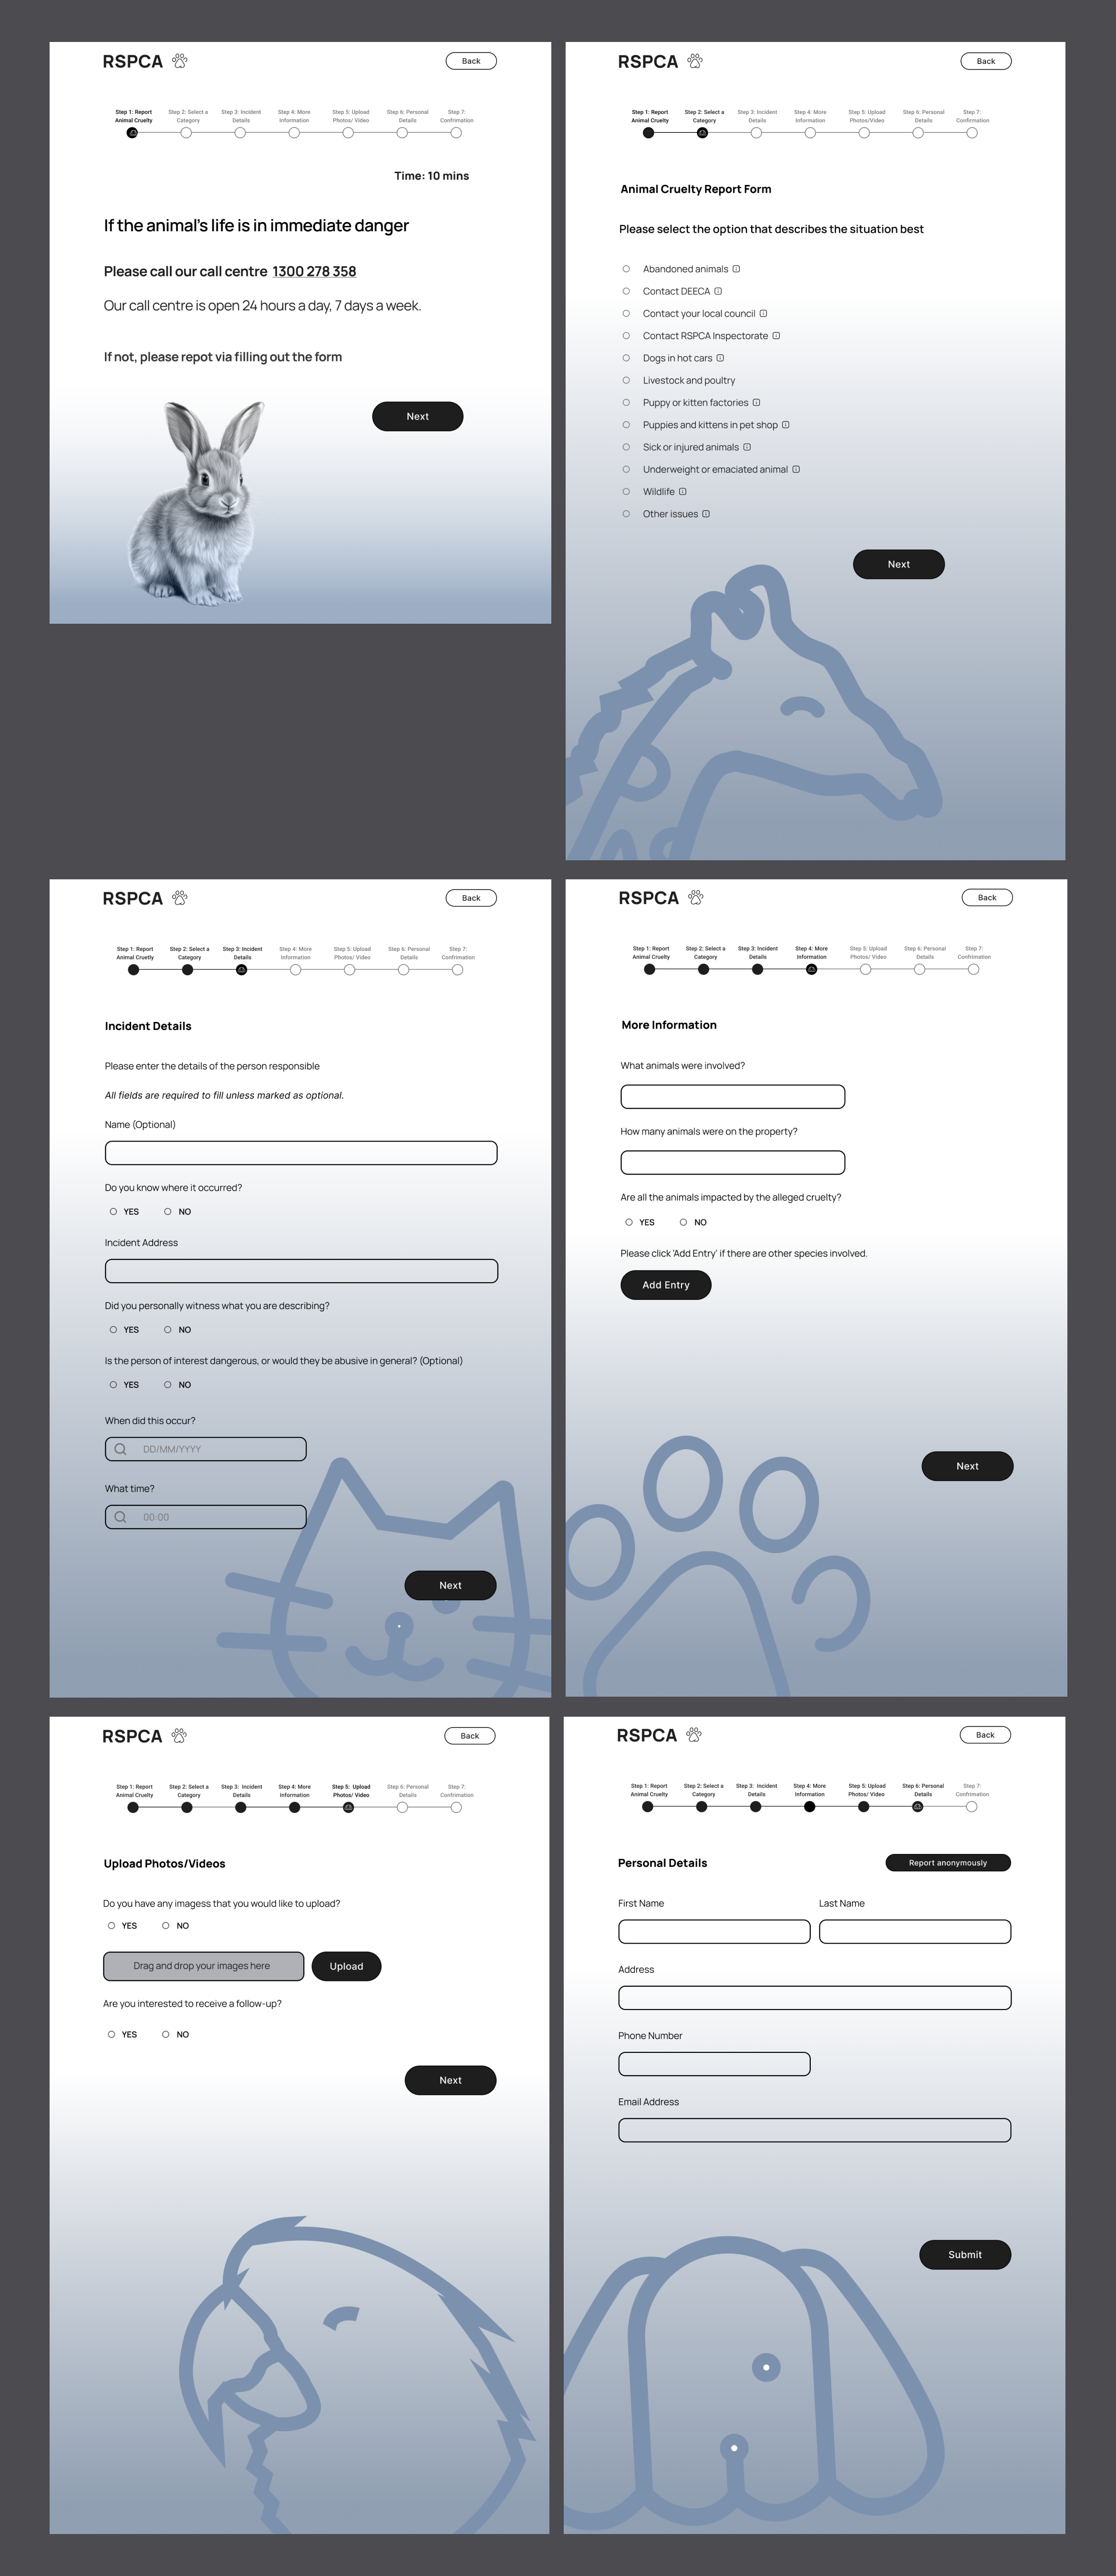 RSPCA
Back
Step 1: Report
Animal Cruelty
Step 2: Select a
Category
Step 3: Incident
Details
Step 4: More
Information
Step 5: Upload
Photos/ Video
Step 6: Personal
Details
Step 7:
Confrimation
Time: 10 mins
If the animal's life is in immediate danger
Please call our call centre 1300 278 358
Our call centre is open 24 hours a day, 7 days a week.
If not, please repot via filling out the form
Next
RSPCA
Back
Step 1: Report
Animal Cruelty
Step 2: Select a
Category
Step 3: Incident
Details
Step 4: More
Information
Step 5: Upload
Photos/Video
Step 6: Personal
Details
Step 7:
Confirmation
Animal Cruelty Report Form
Please select the option that describes the situation best
Abandoned animals
Contact DEECA
Contact your local council
Contact RSPCA Inspectorate
Dogs in hot cars
Livestock and poultry
Puppy or kitten factories
Puppies and kittens in pet shop
Sick or injured animals
Underweight or emaciated animal
Wildlife
Other issues
Next
RSPCA
Back
Step 1: Report
Animal Cruetly
Step 2: Select a
Category
Step 3: Incident
Details
Step 4: More
Information
Step 5: Upload
Photos/ Video
Step 6: Personal
Details
Step 7:
Confrimation
Incident Details
Please enter the details of the person responsible
All fields are required to fill unless marked as optional.
Name (Optional)
Do you know where it occurred?
YES NO
Incident Address
Did you personally witness what you are describing?
YES NO
Is the person of interest dangerous, or would they be abusive in general? (Optional)
YES NO
When did this occur?
DD/MM/YYYY
What time?
00:00
Next
RSPCA
Back
Step 1: Report
Animal Cruetly
Step 2: Select a
Category
Step 3: Incident
Details
Step 4: More
Information
Step 5: Upload
Photos/ Video
Step 6: Personal
Details
Step 7:
Confrimation
More Information
What animals were involved?
How many animals were on the property?
Are all the animals impacted by the alleged cruelty?
YES NO
Please click 'Add Entry' if there are other species involved.
Add Entry
Next
RSPCA
Back
Step 1: Report
Animal Cruelty
Step 2: Select a
Category
Step 3: Incident
Details
Step 4: More
Information
Step 5: Upload
Photos/ Video
Step 6: Personal
Details
Step 7:
Confrimation
Upload Photos/Videos
Do you have any imagess that you would like to upload?
YES NO
Drag and drop your images here
Upload
Are you interested to receive a follow-up?
YES NO
Next
RSPCA
Back
Step 1: Report
Animal Cruelty
Step 2: Select a
Category
Step 3: Incident
Details
Step 4: More
Information
Step 5: Upload
Photos/ Video
Step 6: Personal
Details
Step 7:
Confrimation
Personal Details
Report anonymously
First Name
Last Name
Address
Phone Number
Email Address
Submit